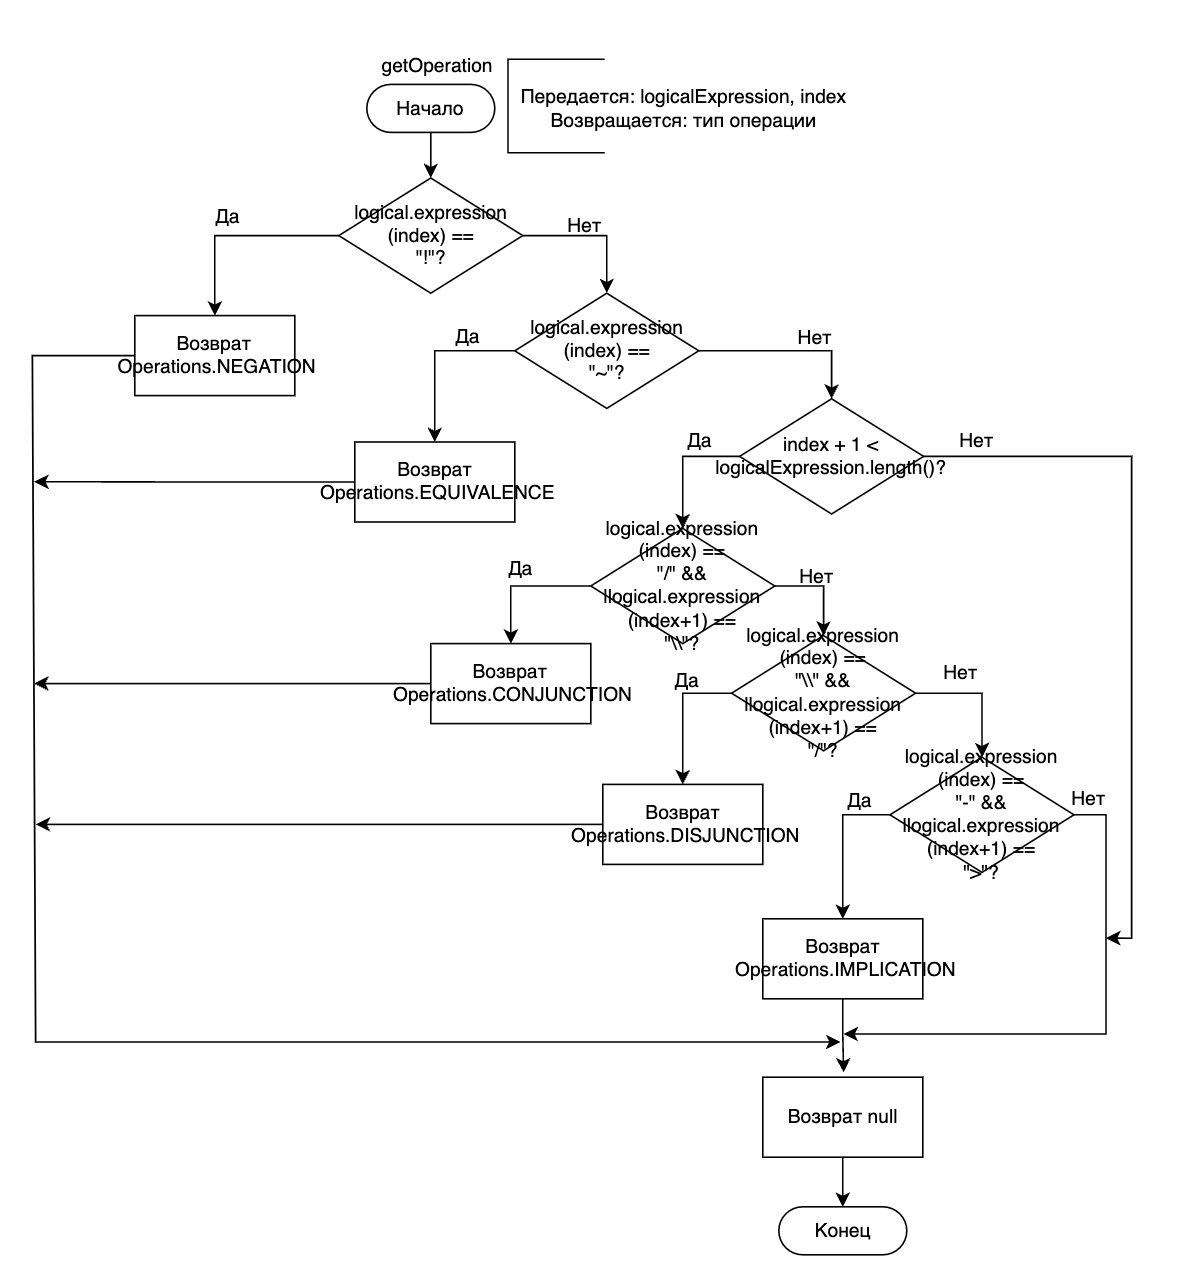 getOperation
Начало
Передается: logicalExpression, index
Возвращается: тип операции
logical.expression
(index) ==
"!"?
Да
Нет
Возврат
Operations.NEGATION
logical.expression
(index) ==
"~"?
Да
Нет
Возврат
Operations.EQUIVALENCE
index + 1 <
logicalExpression.length()?
Да
Нет
logical.expression
(index) ==
"/" &&
llogical.expression
(index+1) ==
"\\"?
Да
Нет
Возврат
Operations.CONJUNCTION
logical.expression
(index) ==
"\\" &&
llogical.expression
(index+1) ==
"/"?
Да
Нет
Возврат
Operations.DISJUNCTION
logical.expression
(index) ==
"-" &&
llogical.expression
(index+1) ==
">"?
Да
Нет
Возврат
Operations.IMPLICATION
Возврат null
Конец